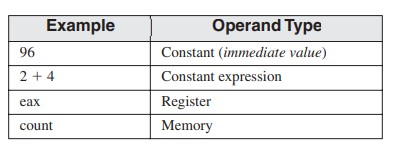 Example Operand Type
96 Constant (immediate value)
2 + 4 Constant expression
eax Register
count Memory